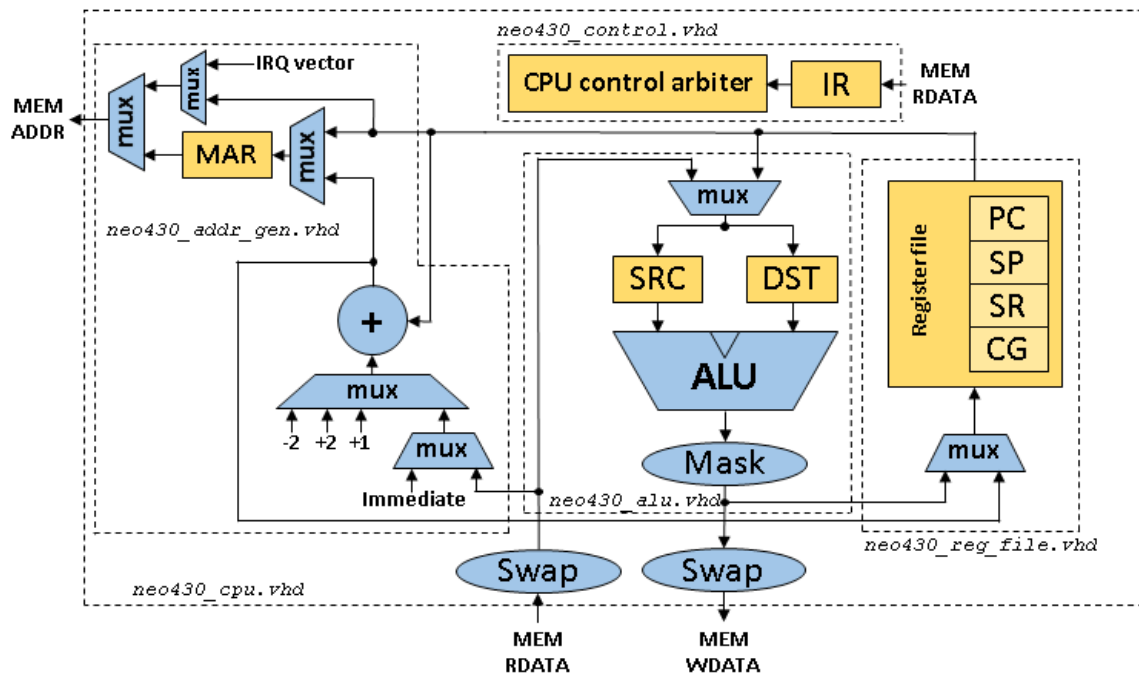 neo430_control.vhd
IRQ vector
CPU control arbiter
IR
MEM
RDATA
mux
mux
MEM
ADDR
MAR
mux
neo430_addr_gen.vhd
mux
SRC
DST
Register file
PC
SP
SR
CG
+
ALU
mux
-2
+2
+1
mux
Immediate
Mask
mux
neo430_alu.vhd
neo430_reg_file.vhd
neo430_cpu.vhd
Swap
Swap
MEM
RDATA
MEM
WDATA